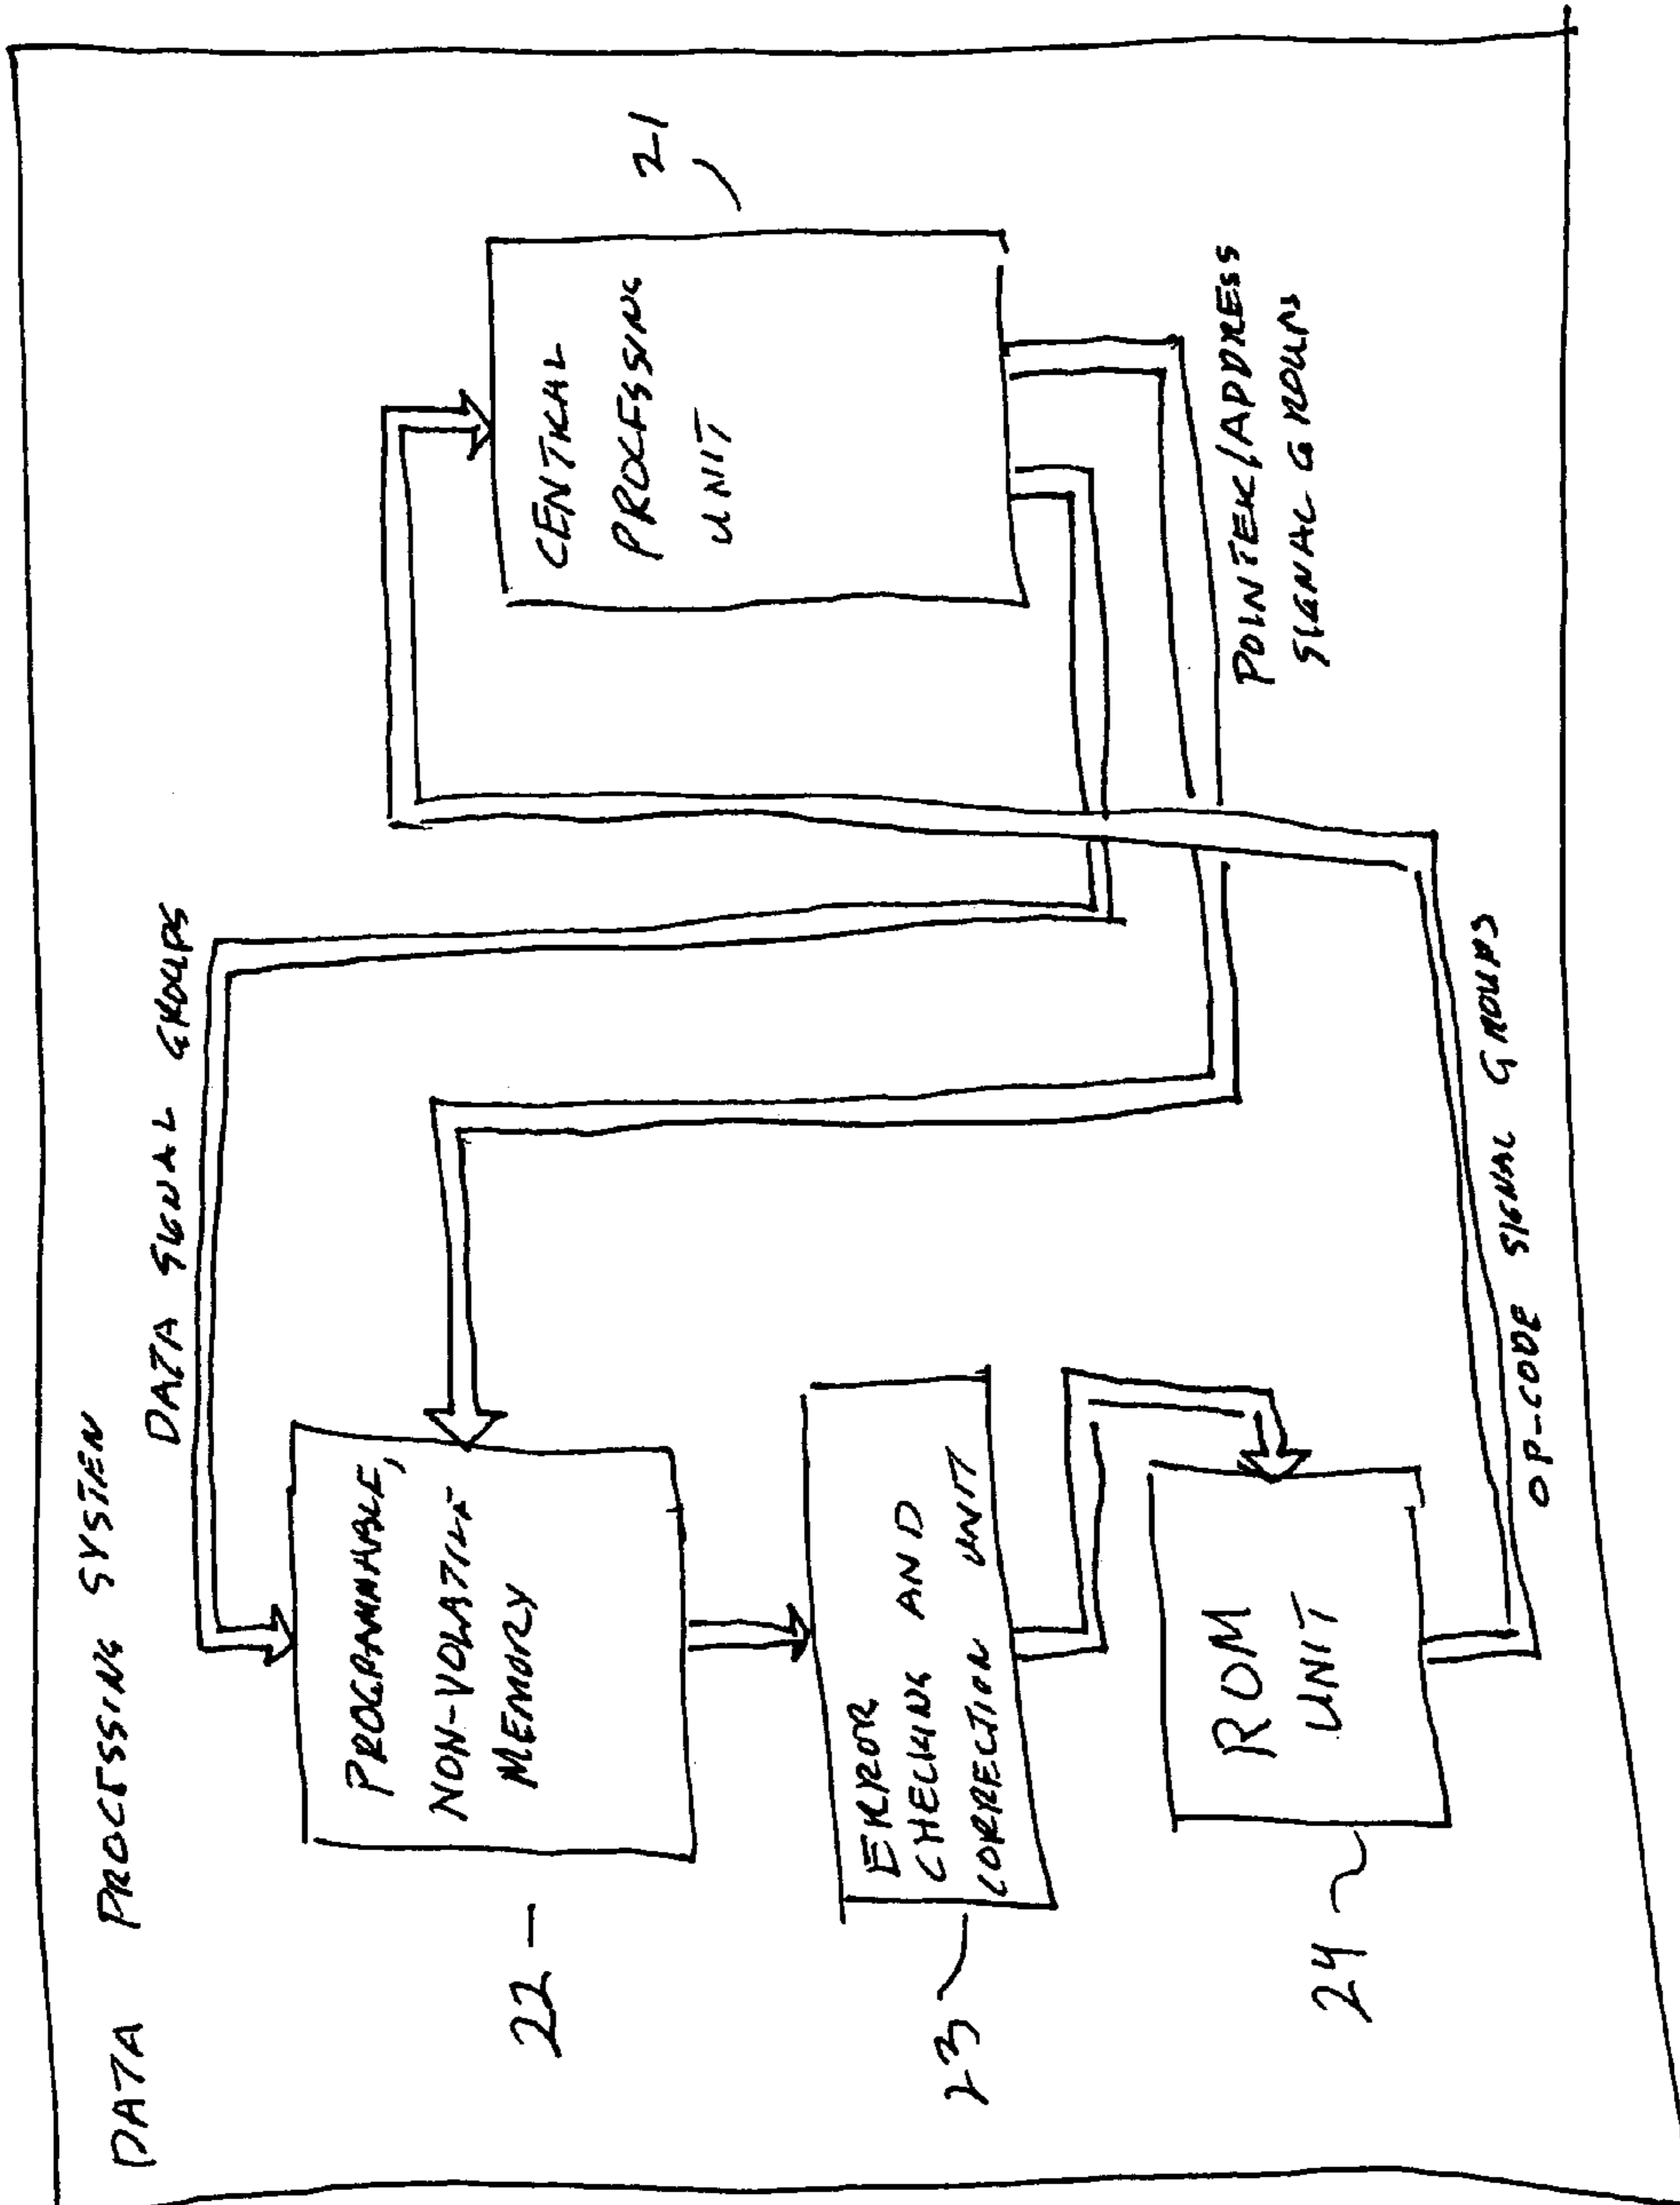 DATA PROCESSING SYSTEM
DATA SIGNAL GROUPS
PROGRAMMABLE,
NON-VOLATILE
MEMORY
22
ERROR
CHECKING AND
CORRECTION UNIT
23
ROM
UNIT
24
CENTRAL
PROCESSING
UNIT
21
POINTER/ADDRESS
SIGNAL GROUPS
OP-CODE SIGNAL GROUPS